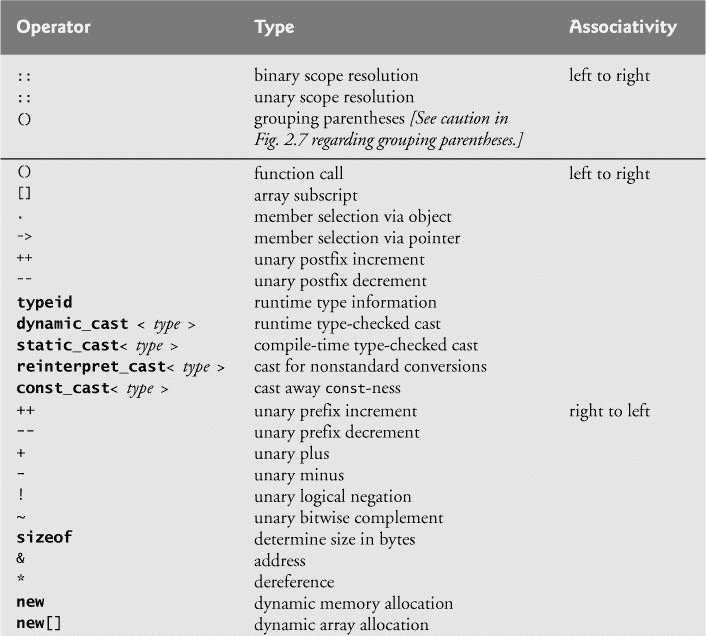 Operator Type Associativity
:: binary scope resolution left to right
:: unary scope resolution
() grouping parentheses [See caution in
Fig. 2.7 regarding grouping parentheses.]
() function call left to right
[] array subscript
. member selection via object
-> member selection via pointer
++ unary postfix increment
-- unary postfix decrement
typeid runtime type information
dynamic_cast < type > runtime type-checked cast
static_cast< type > compile-time type-checked cast
reinterpret_cast< type > cast for nonstandard conversions
const_cast< type > cast away const-ness
++ unary prefix increment right to left
-- unary prefix decrement
+ unary plus
- unary minus
! unary logical negation
~ unary bitwise complement
sizeof determine size in bytes
& address
* dereference
new dynamic memory allocation
new[] dynamic array allocation